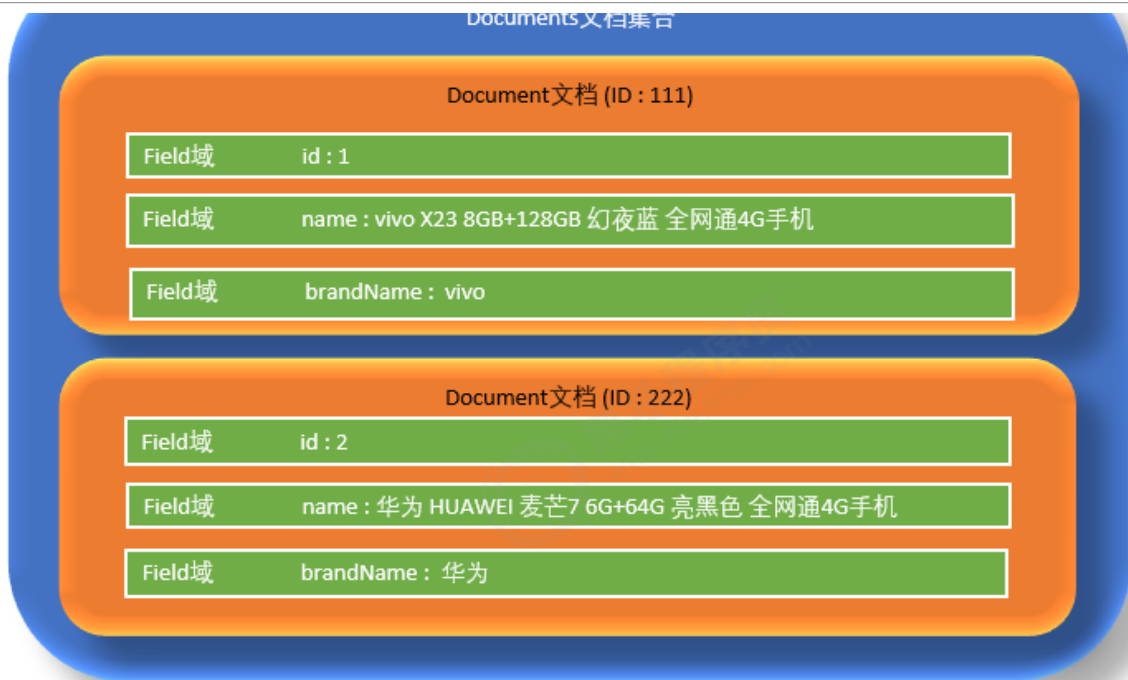 Documents文档集合
Document文档 (ID : 111)
Field域 id : 1
Field域 name : vivo X23 8GB+128GB 幻夜蓝 全网通4G手机
Field域 brandName : vivo
Document文档 (ID : 222)
Field域 id : 2
Field域 name : 华为 HUAWEI 麦芒7 6G+64G 亮黑色 全网通4G手机
Field域 brandName : 华为